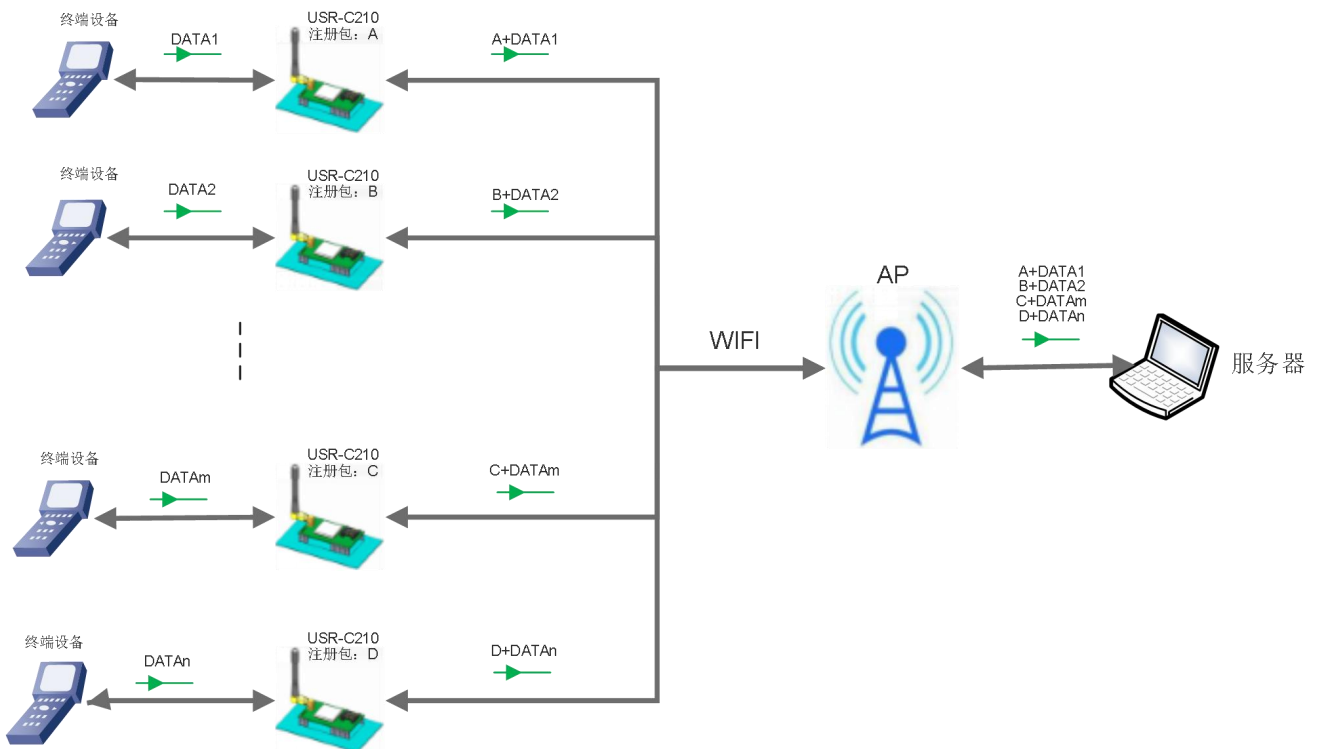 终端设备
DATA1
USR-C210
注册包：A
A+DATA1
终端设备
DATA2
USR-C210
注册包：B
B+DATA2
WIFI
AP
A+DATA1
B+DATA2
C+DATAm
D+DATAn
服务器
终端设备
DATAm
USR-C210
注册包：C
C+DATAm
终端设备
DATAn
USR-C210
注册包：D
D+DATAn